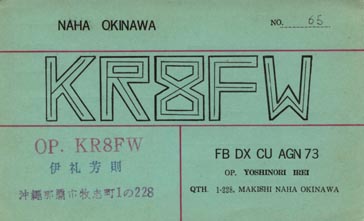 NAHA OKINAWA
NO. 65
KR8FW
OP. KR8FW
伊礼芳則
沖縄那覇市牧志町1の228
FB DX CU AGN 73
OP. YOSHINORI IREI
QTH. 1-228, MAKISHI NAHA OKINAWA